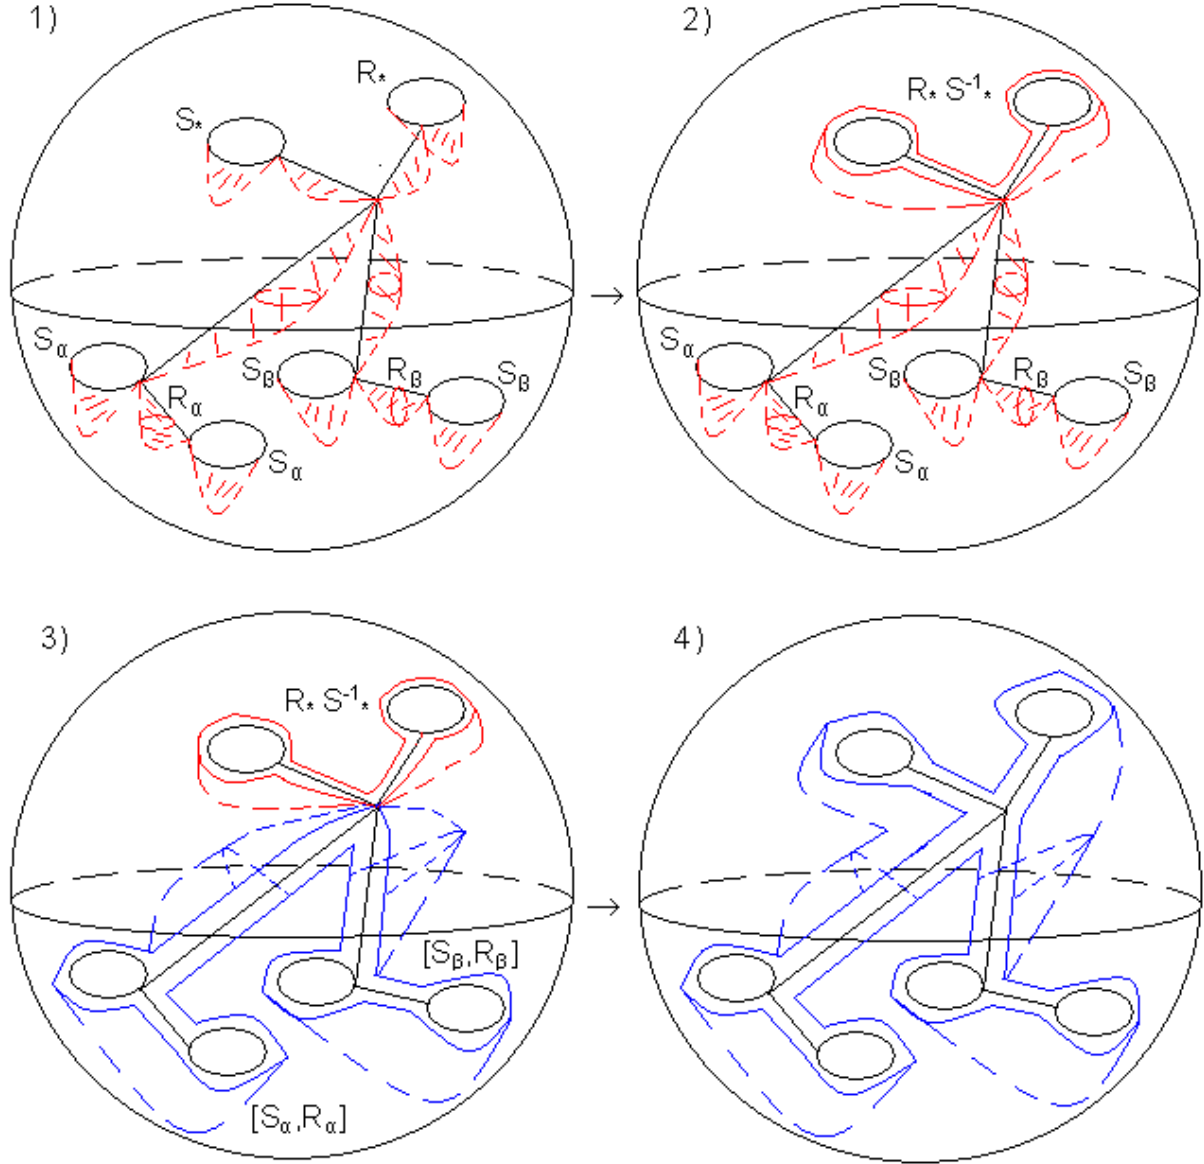 1)
R*
S*
Sα
Rα
Sα
Sβ
Rβ
Sβ
2)
R* S⁻¹*
Sα
Rα
Sα
Sβ
Rβ
Sβ
→
3)
R* S⁻¹*
[Sβ,Rβ]
[Sα,Rα]
→
4)